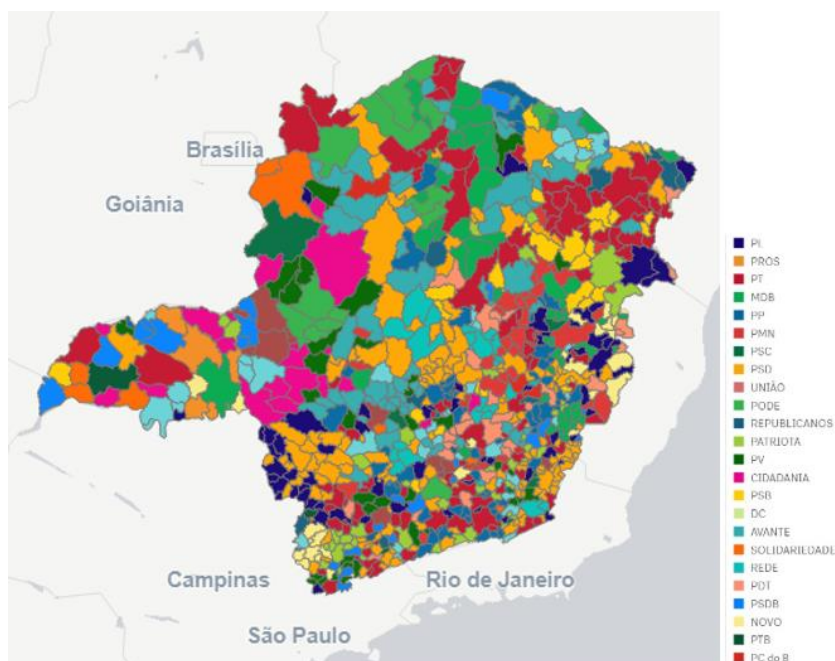 Brasília
Goiânia
Campinas
Rio de Janeiro
São Paulo
PL
PROS
PT
MDB
PP
PMN
PSC
PSD
UNIÃO
PODE
REPUBLICANOS
PATRIOTA
PV
CIDADANIA
PSB
DC
AVANTE
SOLIDARIEDADE
REDE
PDT
PSDB
NOVO
PTB
PC do B